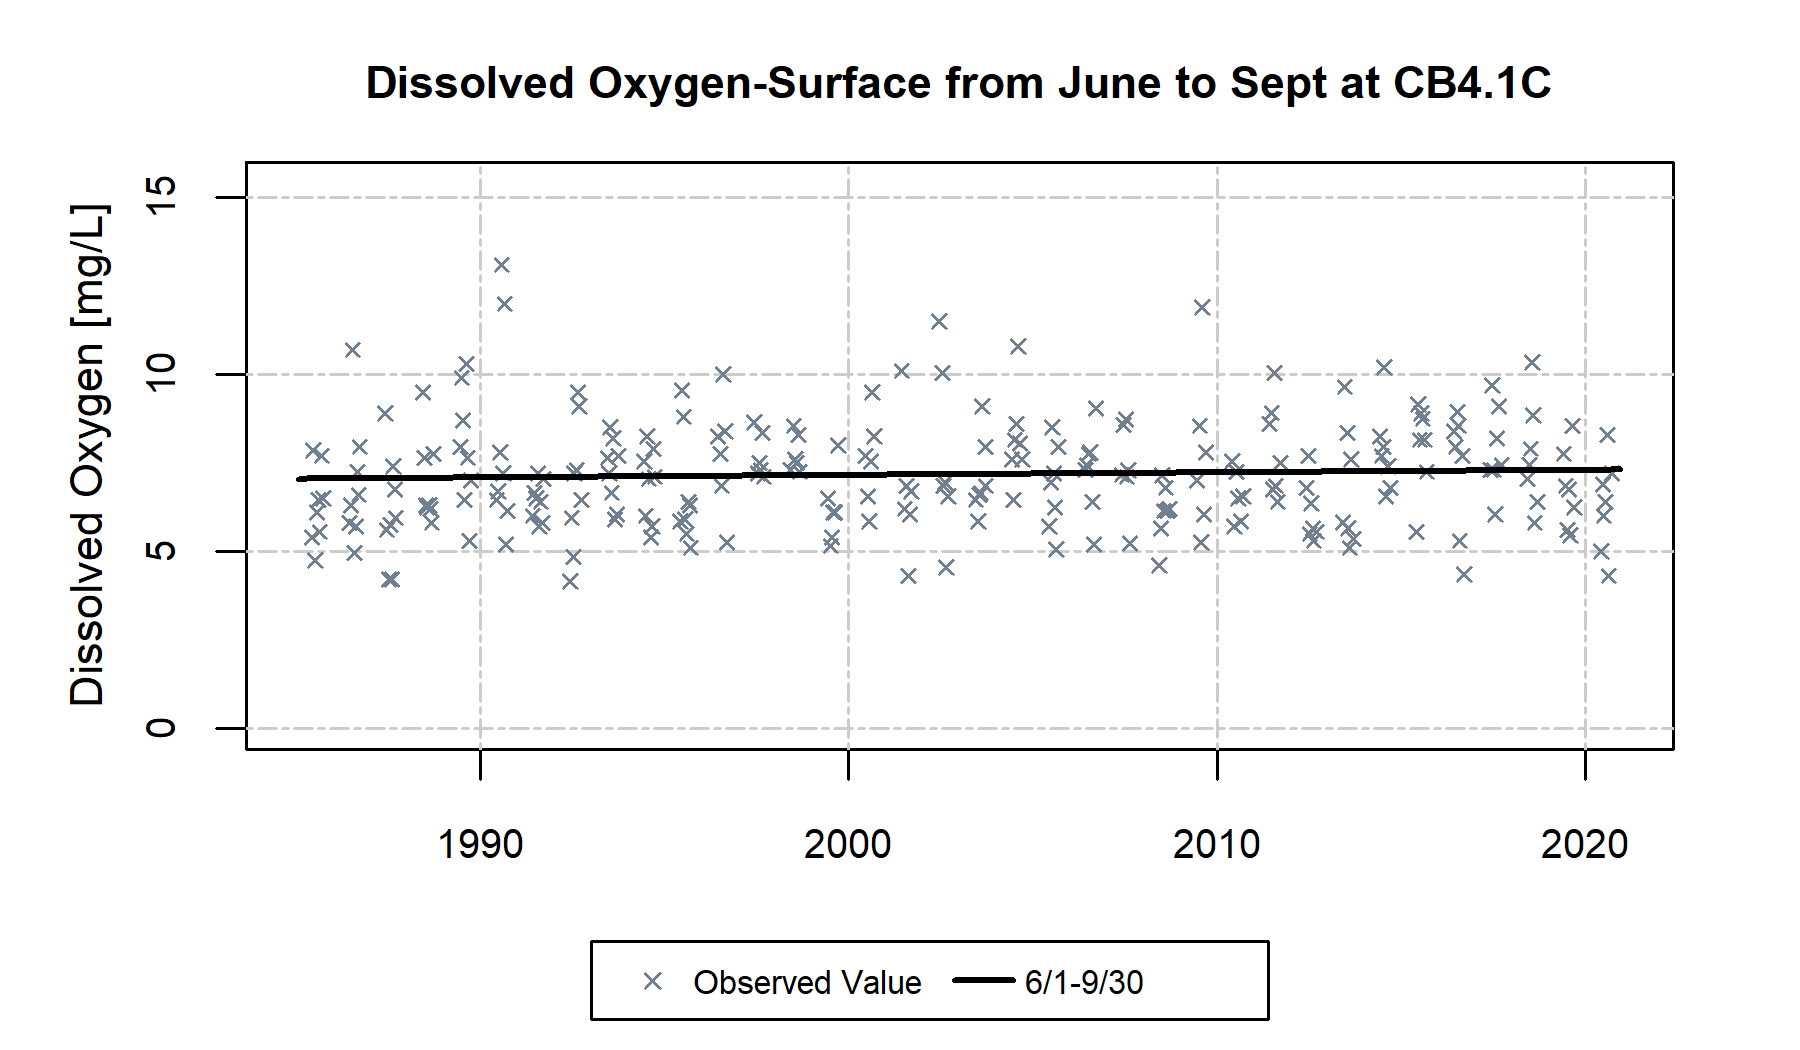 Dissolved Oxygen-Surface from June to Sept at CB4.1C
Dissolved Oxygen [mg/L]
15
10
5
0
1990 2000 2010 2020
Observed Value 6/1-9/30